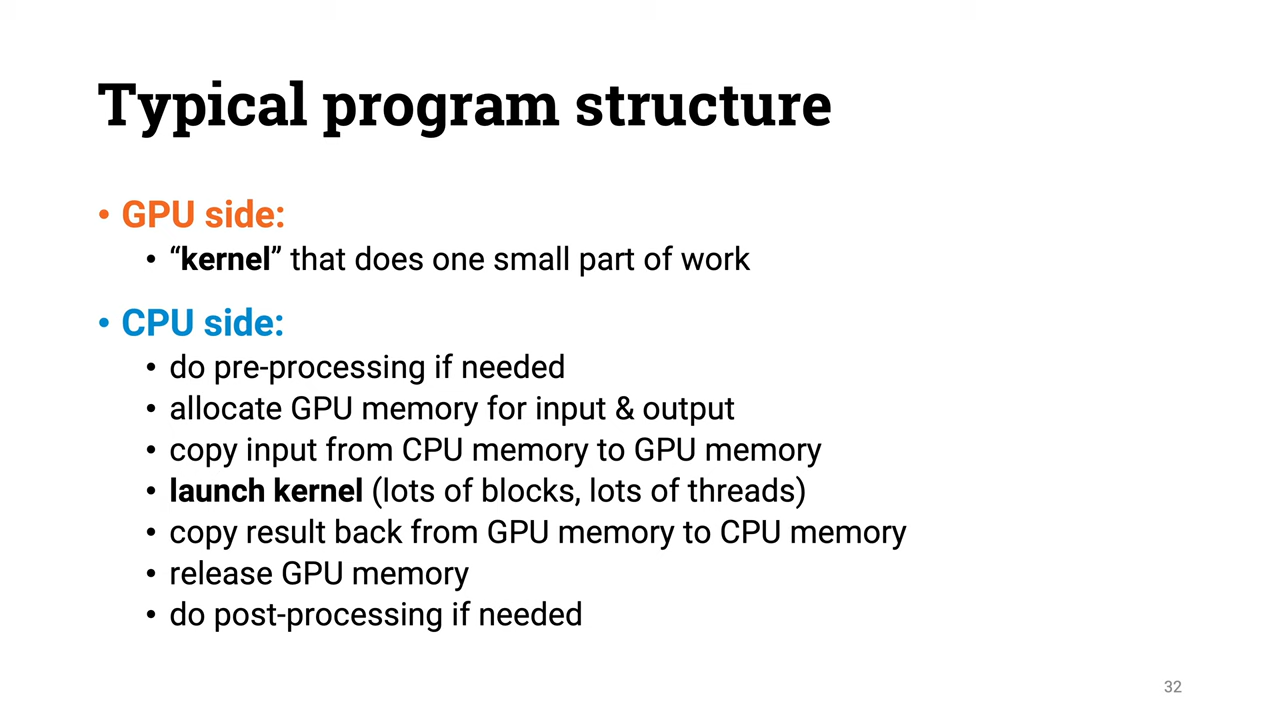 Typical program structure
• GPU side:
• “kernel” that does one small part of work
• CPU side:
• do pre-processing if needed
• allocate GPU memory for input & output
• copy input from CPU memory to GPU memory
• launch kernel (lots of blocks, lots of threads)
• copy result back from GPU memory to CPU memory
• release GPU memory
• do post-processing if needed
32